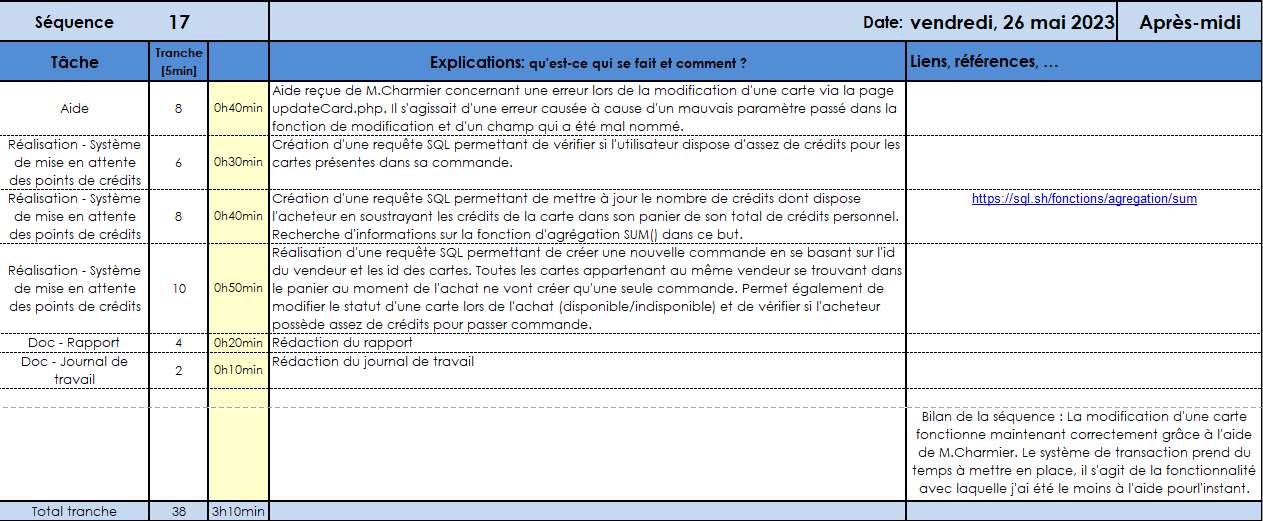 Séquence 17 Date: vendredi, 26 mai 2023 Après-midi
Tâche Tranche [5min] Explications: qu'est-ce qui se fait et comment ? Liens, références, ...
Aide 8 0h40min
Aide reçue de M.Charmier concernant une erreur lors de la modification d'une carte via la page
updateCard.php. Il s'agissait d'une erreur causée à cause d'un mauvais paramètre passé dans la
fonction de modification et d'un champ qui a été mal nommé.
Réalisation - Système
de mise en attente
des points de crédits
6 0h30min
Création d'une requête SQL permettant de vérifier si l'utilisateur dispose d'assez de crédits pour les
cartes présentes dans sa commande.
Réalisation - Système
de mise en attente
des points de crédits
8 0h40min
Création d'une requête SQL permettant de mettre à jour le nombre de crédits dont dispose
l'acheteur en soustrayant les crédits de la carte dans son panier de son total de crédits personnel.
Recherche d'informations sur la fonction d'agrégation SUM() dans ce but.
https://sql.sh/fonctions/agregation/sum
Réalisation - Système
de mise en attente
des points de crédits
10 0h50min
Réalisation d'une requête SQL permettant de créer une nouvelle commande en se basant sur l'id
du vendeur et les id des cartes. Toutes les cartes appartenant au même vendeur se trouvant dans
le panier au moment de l'achat ne vont créer qu'une seule commande. Permet également de
modifier le statut d'une carte lors de l'achat (disponible/indisponible) et de vérifier si l'acheteur
possède assez de crédits pour passer commande.
Doc - Rapport 4 0h20min Rédaction du rapport
Doc - Journal de
travail
2 0h10min Rédaction du journal de travail
Bilan de la séquence : La modification d'une carte
fonctionne maintenant correctement grâce à l'aide
de M.Charmier. Le système de transaction prend du
temps à mettre en place, il s'agit de la fonctionnalité
avec laquelle j'ai été le moins à l'aide pourl'instant.
Total tranche 38 3h10min